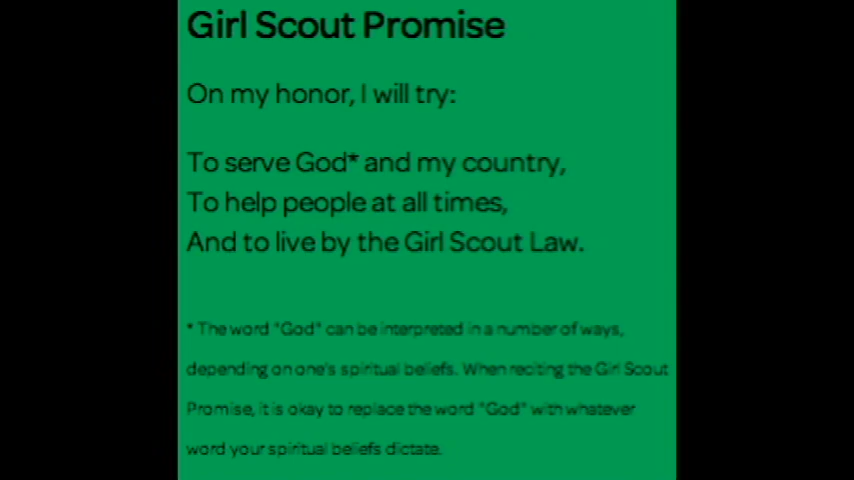 Girl Scout Promise
On my honor, I will try:
To serve God* and my country,
To help people at all times,
And to live by the Girl Scout Law.
* The word "God" can be interpreted in a number of ways,
depending on one's spiritual beliefs. When reciting the Girl Scout
Promise, it is okay to replace the word "God" with whatever
word your spiritual beliefs dictate.